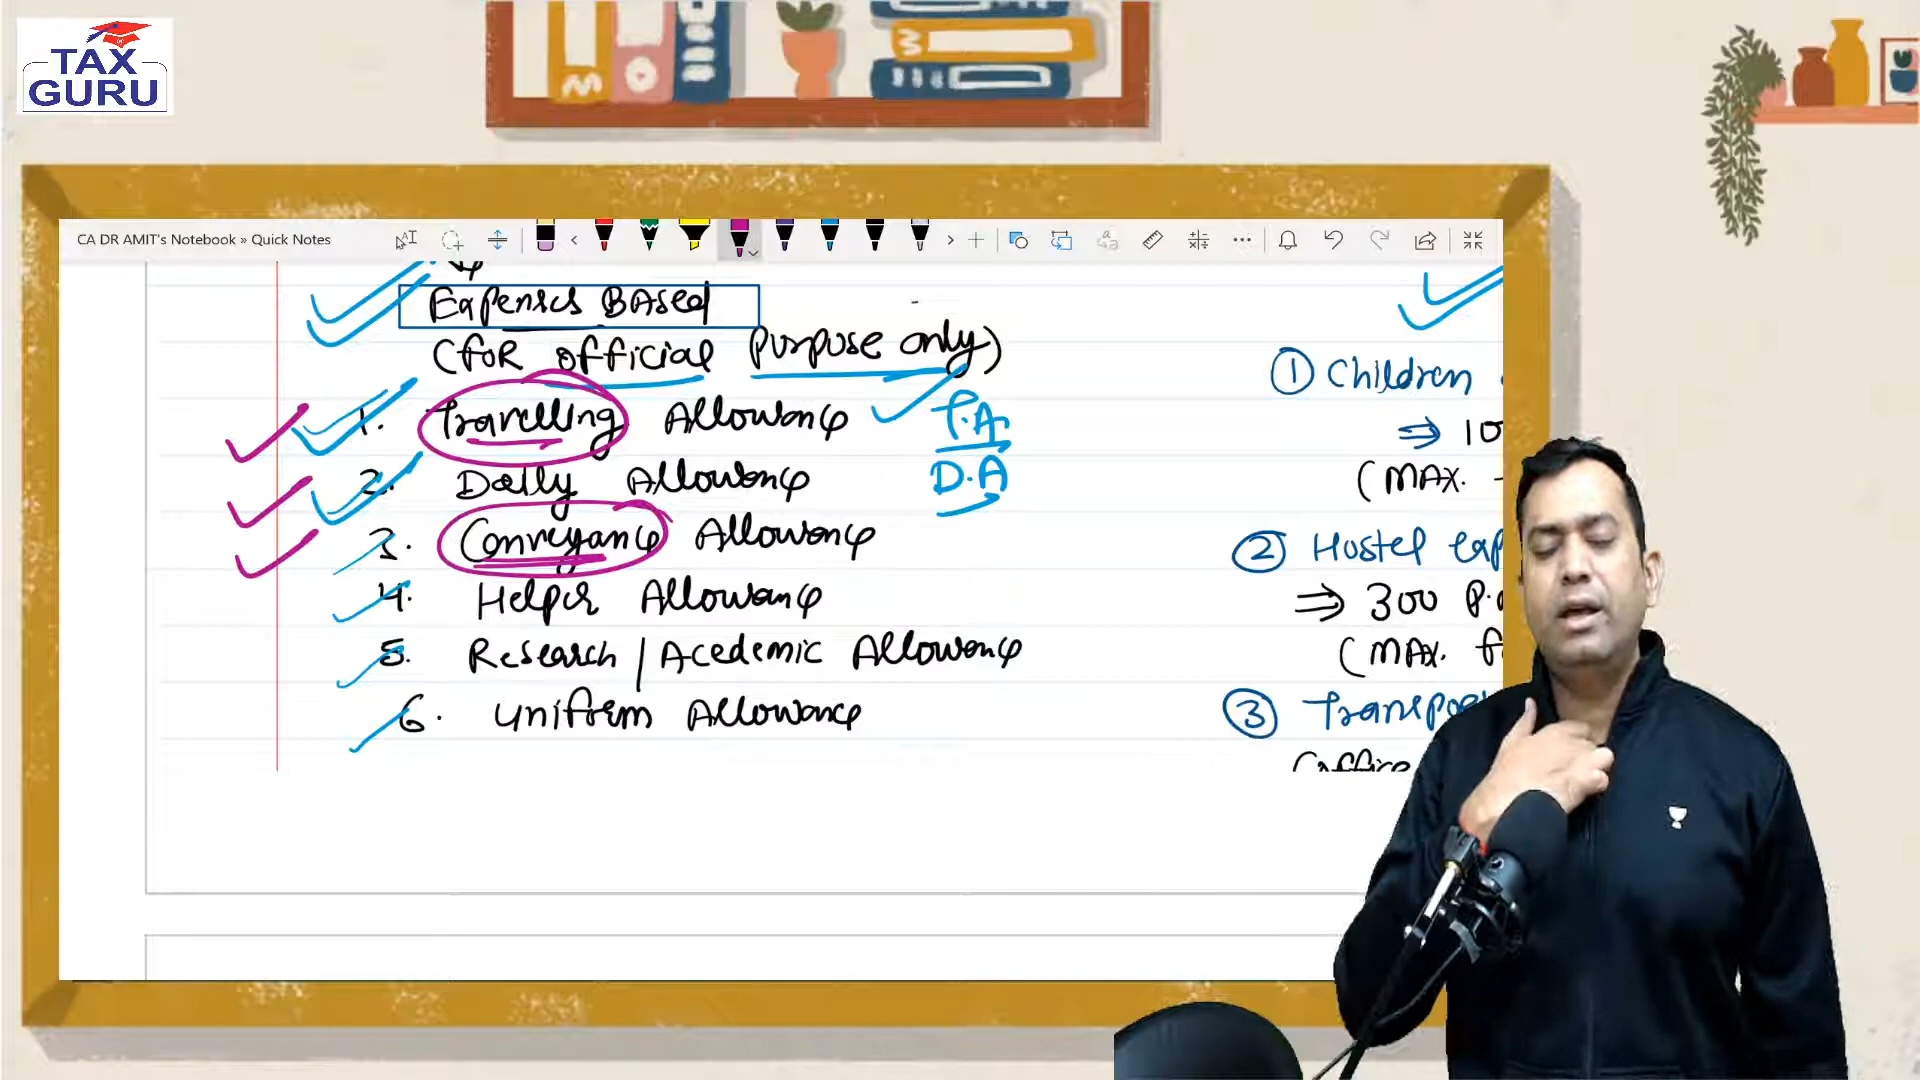 TAX
GURU
CA DR AMIT's Notebook » Quick Notes
Expenses BAsed
(foR official purpose only)
1. Travelling Allowance T.A
2. Daily Allowance D.A
3. Conveyance Allowance
4. Helper Allowance
5. Research / Acedemic Allowance
6. Uniform Allowance
① Children
⇒ 10
(MAX. -
② Hostel exp
⇒ 300 P.
(MAX. f
③ Transpo
(office